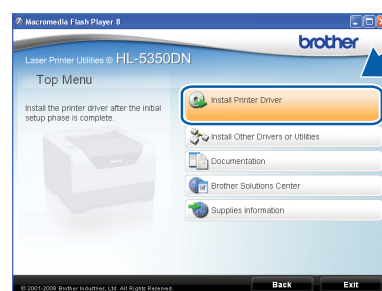 Macromedia Flash Player 8
brother
Laser Printer Utilities ® HL-5350DN
Top Menu
Install the printer driver after the initial
setup phase is complete.
Install Printer Driver
Install Other Drivers or Utilities
Documentation
Brother Solutions Center
Supplies Information
© 2001-2008 Brother Industries, Ltd. All Rights Reserved.
Back
Exit